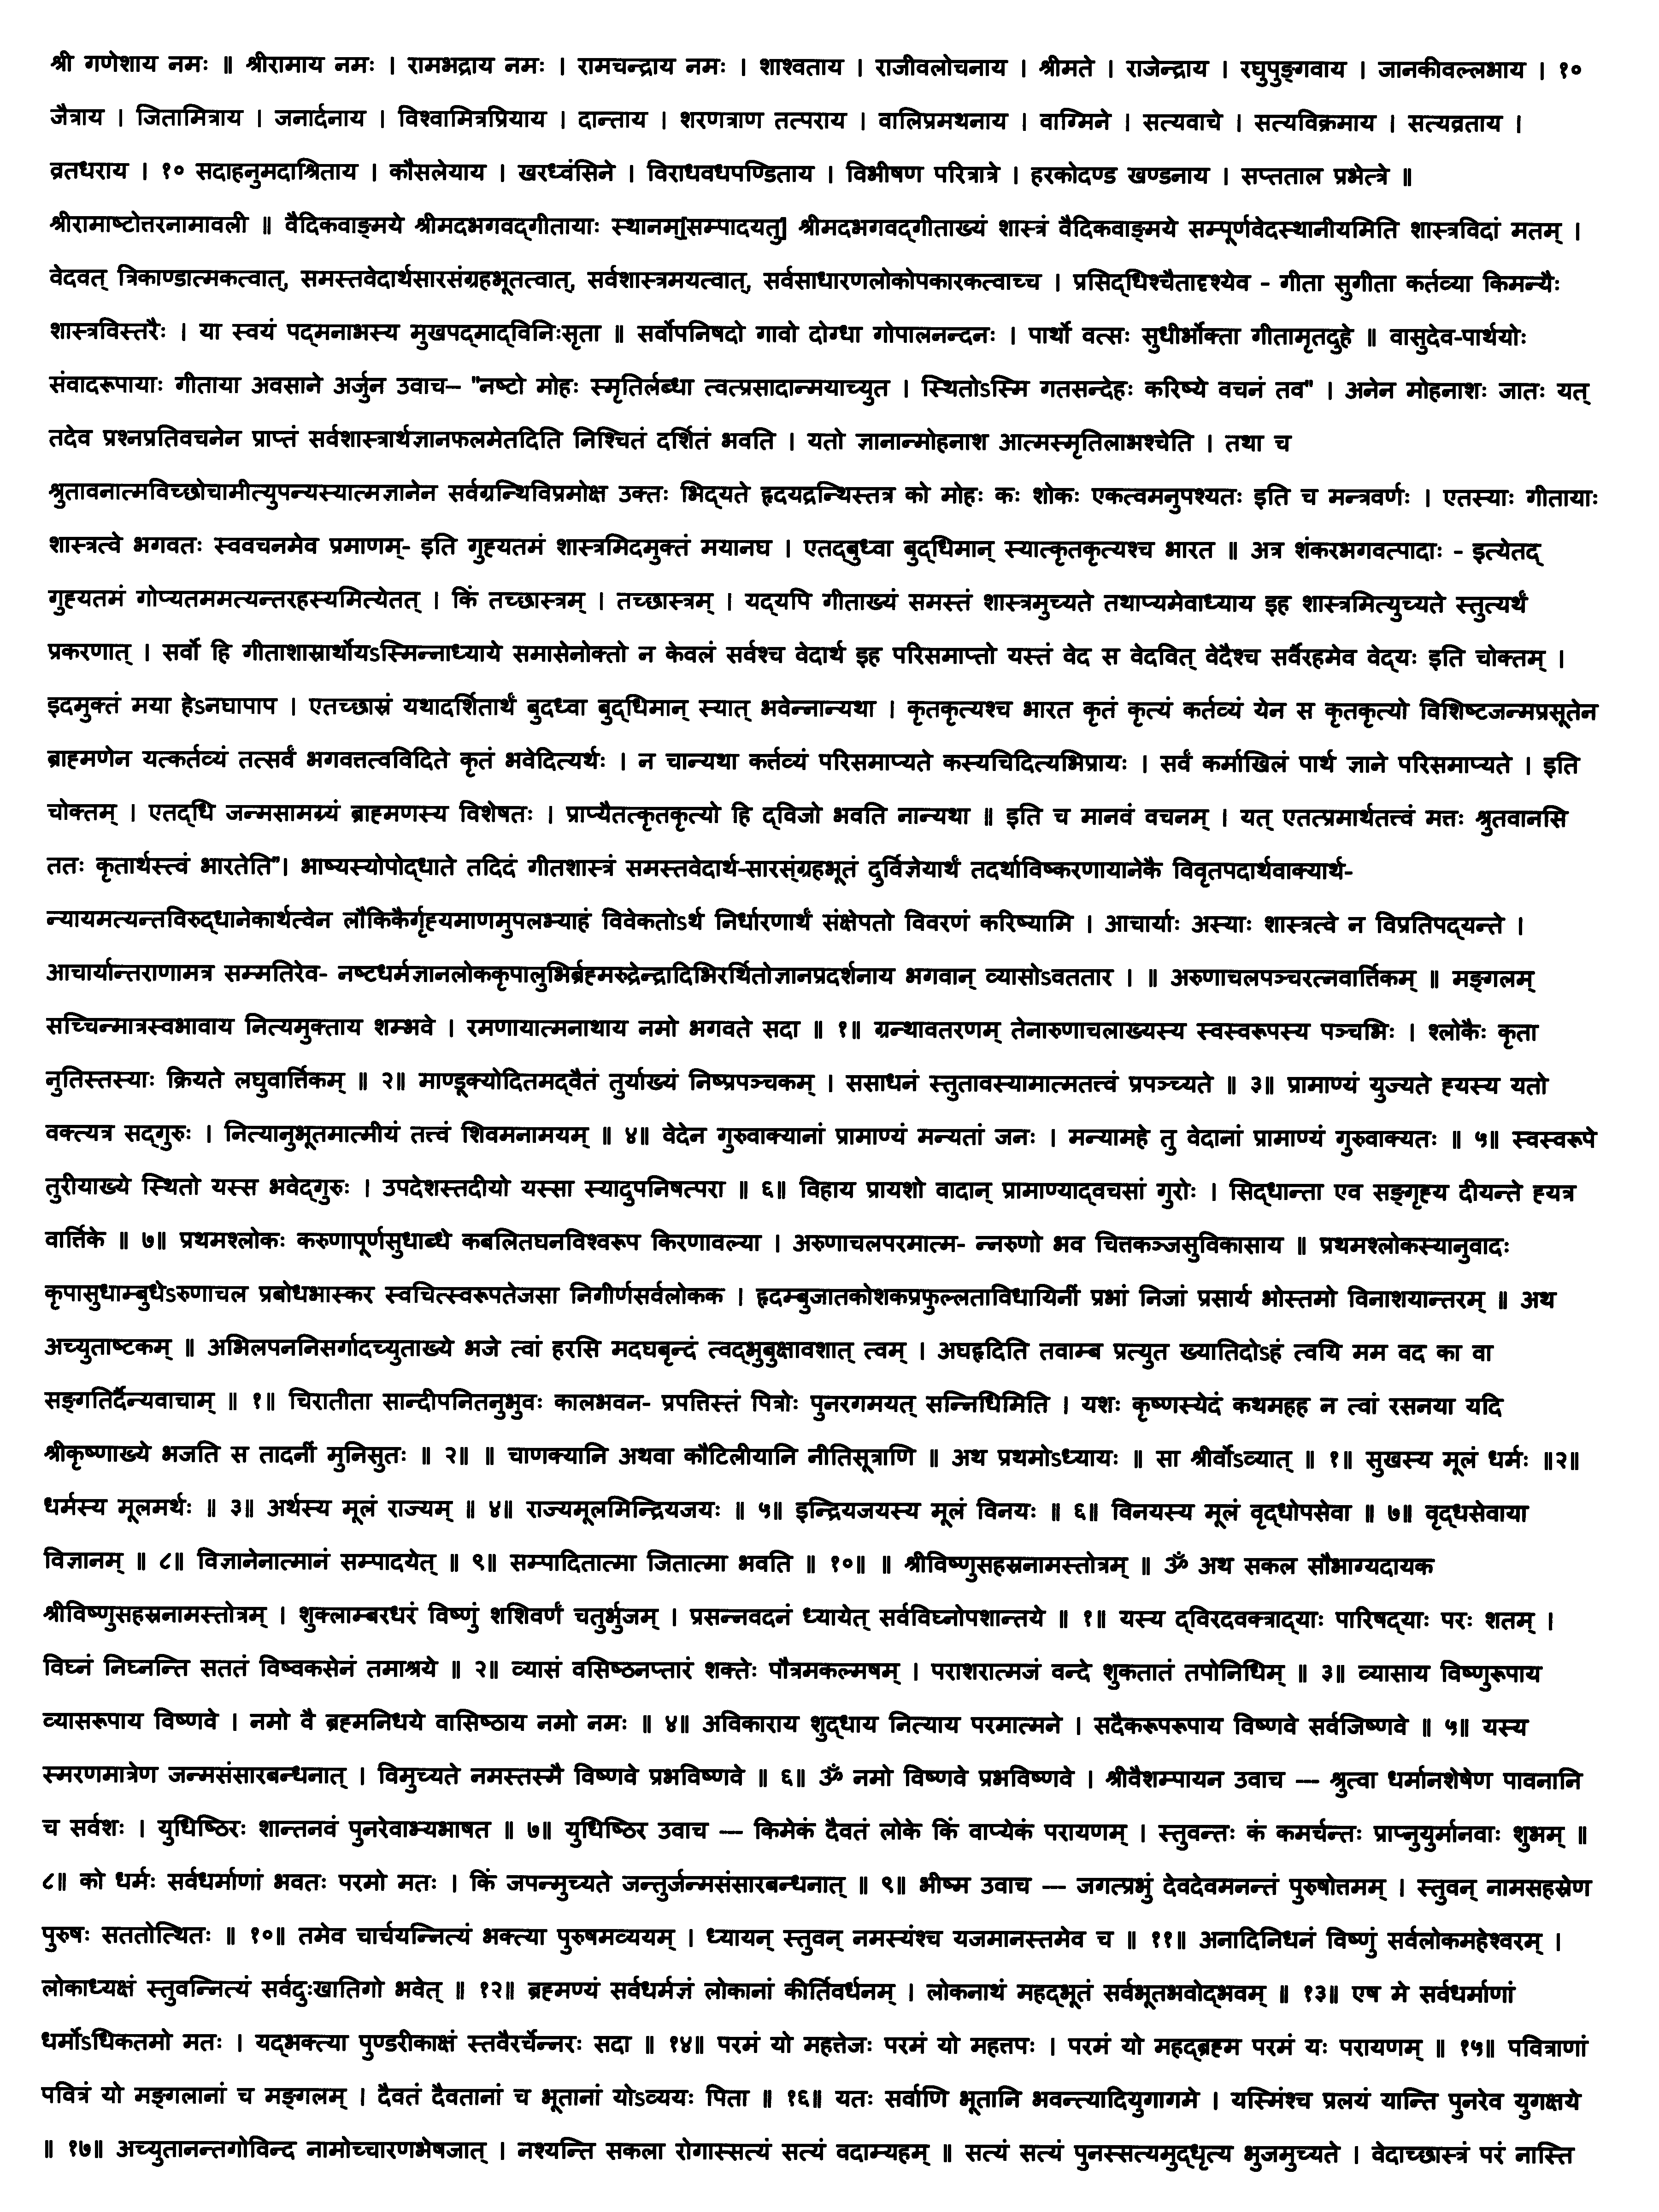 श्री गणेशाय नमः ॥ श्रीरामाय नमः । रामभद्राय नमः । रामचन्द्राय नमः । शाश्वताय । राजीवलोचनाय । श्रीमते । राजेन्द्राय । रघुपुङ्गवाय । जानकीवल्लभाय । १०
जैत्राय । जितामित्राय । जनार्दनाय । विश्वामित्रप्रियाय । दान्ताय । शरणत्राण तत्पराय । वालिप्रमथनाय । वाग्मिने । सत्यवाचे । सत्यविक्रमाय । सत्यव्रताय ।
व्रतधराय । १० सदाहनुमदाश्रिताय । कौसलेयाय । खरध्वंसिने । विराधवधपण्डिताय । विभीषण परित्रात्रे । हरकोदण्ड खण्डनाय । सप्तताल प्रभेत्त्रे ॥
श्रीरामाष्टोत्तरनामावली ॥ वैदिकवाङ्मये श्रीमदभगवद्गीतायाः स्थानम्[सम्पादयतु] श्रीमदभगवद्गीताख्यं शास्त्रं वैदिकवाङ्मये सम्पूर्णवेदस्थानीयमिति शास्त्रविदां मतम् ।
वेदवत् त्रिकाण्डात्मकत्वात्, समस्तवेदार्थसारसंग्रहभूतत्वात्, सर्वशास्त्रमयत्वात्, सर्वसाधारणलोकोपकारकत्वाच्च । प्रसिद्धिश्चैतादृश्येव - गीता सुगीता कर्तव्या किमन्यैः
शास्त्रविस्तरैः । या स्वयं पद्मनाभस्य मुखपद्माद्विनिःसृता ॥ सर्वोपनिषदो गावो दोग्धा गोपालनन्दनः । पार्थो वत्सः सुधीर्भोक्ता गीतामृतदुहे ॥ वासुदेव-पार्थयोः
संवादरूपायाः गीताया अवसाने अर्जुन उवाच-- "नष्टो मोहः स्मृतिर्लब्धा त्वत्प्रसादान्मयाच्युत । स्थितोऽस्मि गतसन्देहः करिष्ये वचनं तव" । अनेन मोहनाशः जातः यत्
तदेव प्रश्नप्रतिवचनेन प्राप्तं सर्वशास्त्रार्थज्ञानफलमेतदिति निश्चितं दर्शितं भवति । यतो ज्ञानान्मोहनाश आत्मस्मृतिलाभश्चेति । तथा च
श्रुतावनात्मविच्छोचामीत्युपन्यस्यात्मज्ञानेन सर्वग्रन्थिविप्रमोक्ष उक्तः भिद्यते हृदयद्रन्थिस्तत्र को मोहः कः शोकः एकत्वमनुपश्यतः इति च मन्त्रवर्णः । एतस्याः गीतायाः
शास्त्रत्वे भगवतः स्ववचनमेव प्रमाणम्- इति गुह्यतमं शास्त्रमिदमुक्तं मयानघ । एतद्बुध्वा बुद्धिमान् स्यात्कृतकृत्यश्च भारत ॥ अत्र शंकरभगवत्पादाः - इत्येतद्
गुह्यतमं गोप्यतममत्यन्तरहस्यमित्येतत् । किं तच्छास्त्रम् । तच्छास्त्रम् । यद्यपि गीताख्यं समस्तं शास्त्रमुच्यते तथाप्यमेवाध्याय इह शास्त्रमित्युच्यते स्तुत्यर्थं
प्रकरणात् । सर्वो हि गीताशास्रार्थोयऽस्मिन्नाध्याये समासेनोक्तो न केवलं सर्वश्च वेदार्थ इह परिसमाप्तो यस्तं वेद स वेदवित् वेदैश्च सर्वैरहमेव वेद्यः इति चोक्तम् ।
इदमुक्तं मया हेऽनघापाप । एतच्छास्रं यथादर्शितार्थं बुदध्वा बुद्धिमान् स्यात् भवेन्नान्यथा । कृतकृत्यश्च भारत कृतं कृत्यं कर्तव्यं येन स कृतकृत्यो विशिष्टजन्मप्रसूतेन
ब्राह्मणेन यत्कर्तव्यं तत्सर्वं भगवत्तत्वविदिते कृतं भवेदित्यर्थः । न चान्यथा कर्त्तव्यं परिसमाप्यते कस्यचिदित्यभिप्रायः । सर्वं कर्माखिलं पार्थ ज्ञाने परिसमाप्यते । इति
चोक्तम् । एतद्धि जन्मसामग्र्यं ब्राह्मणस्य विशेषतः । प्राप्यैतत्कृतकृत्यो हि द्विजो भवति नान्यथा ॥ इति च मानवं वचनम् । यत् एतत्प्रमार्थतत्त्वं मत्तः श्रुतवानसि
ततः कृतार्थस्त्वं भारतेति"। भाष्यस्योपोद्धाते तदिदं गीतशास्त्रं समस्तवेदार्थ-सारस्ंग्रहभूतं दुर्विज्ञेयार्थं तदर्थाविष्करणायानेकै विवृतपदार्थवाक्यार्थ-
न्यायमत्यन्तविरुद्धानेकार्थत्वेन लौकिकैर्गृह्यमाणमुपलभ्याहं विवेकतोऽर्थ निर्धारणार्थं संक्षेपतो विवरणं करिष्यामि । आचार्याः अस्याः शास्त्रत्वे न विप्रतिपद्यन्ते ।
आचार्यान्तराणामत्र सम्मतिरेव- नष्टधर्मज्ञानलोककृपालुभिर्ब्रह्मरुद्रेन्द्रादिभिरर्थितोज्ञानप्रदर्शनाय भगवान् व्यासोऽवततार । ॥ अरुणाचलपञ्चरत्नवार्त्तिकम् ॥ मङ्गलम्
सच्चिन्मात्रस्वभावाय नित्यमुक्ताय शम्भवे । रमणायात्मनाथाय नमो भगवते सदा ॥ १॥ ग्रन्थावतरणम् तेनारुणाचलाख्यस्य स्वस्वरूपस्य पञ्चभिः । श्लोकैः कृता
नुतिस्तस्याः क्रियते लघुवार्त्तिकम् ॥ २॥ माण्डूक्योदितमद्वैतं तुर्याख्यं निष्प्रपञ्चकम् । ससाधनं स्तुतावस्यामात्मतत्त्वं प्रपञ्च्यते ॥ ३॥ प्रामाण्यं युज्यते ह्यस्य यतो
वक्त्यत्र सद्गुरुः । नित्यानुभूतमात्मीयं तत्त्वं शिवमनामयम् ॥ ४॥ वेदेन गुरुवाक्यानां प्रामाण्यं मन्यतां जनः । मन्यामहे तु वेदानां प्रामाण्यं गुरुवाक्यतः ॥ ५॥ स्वस्वरूपे
तुरीयाख्ये स्थितो यस्स भवेद्गुरुः । उपदेशस्तदीयो यस्सा स्यादुपनिषत्परा ॥ ६॥ विहाय प्रायशो वादान् प्रामाण्याद्वचसां गुरोः । सिद्धान्ता एव सङ्गृह्य दीयन्ते ह्यत्र
वार्त्तिके ॥ ७॥ प्रथमश्लोकः करुणापूर्णसुधाब्धे कबलितघनविश्वरूप किरणावल्या । अरुणाचलपरमात्म- न्नरुणो भव चित्तकञ्जसुविकासाय ॥ प्रथमश्लोकस्यानुवादः
कृपासुधाम्बुधेऽरुणाचल प्रबोधभास्कर स्वचित्स्वरूपतेजसा निगीर्णसर्वलोकक । हृदम्बुजातकोशकप्रफुल्लताविधायिनीं प्रभां निजां प्रसार्य भोस्तमो विनाशयान्तरम् ॥ अथ
अच्युताष्टकम् ॥ अभिलपननिसर्गादच्युताख्ये भजे त्वां हरसि मदघबृन्दं त्वद्भुबुक्षावशात् त्वम् । अघहृदिति तवाम्ब प्रत्युत ख्यातिदोऽहं त्वयि मम वद का वा
सङ्गतिर्दैन्यवाचाम् ॥ १॥ चिरातीता सान्दीपनितनुभुवः कालभवन- प्रपत्तिस्तं पित्रोः पुनरगमयत् सन्निधिमिति । यशः कृष्णस्येदं कथमहह न त्वां रसनया यदि
श्रीकृष्णाख्ये भजति स तादनीं मुनिसुतः ॥ २॥ ॥ चाणक्यानि अथवा कौटिलीयानि नीतिसूत्राणि ॥ अथ प्रथमोऽध्यायः ॥ सा श्रीर्वोऽव्यात् ॥ १॥ सुखस्य मूलं धर्मः ॥२॥
धर्मस्य मूलमर्थः ॥ ३॥ अर्थस्य मूलं राज्यम् ॥ ४॥ राज्यमूलमिन्द्रियजयः ॥ ५॥ इन्द्रियजयस्य मूलं विनयः ॥ ६॥ विनयस्य मूलं वृद्धोपसेवा ॥ ७॥ वृद्धसेवाया
विज्ञानम् ॥ ८॥ विज्ञानेनात्मानं सम्पादयेत् ॥ ९॥ सम्पादितात्मा जितात्मा भवति ॥ १०॥ ॥ श्रीविष्णुसहस्रनामस्तोत्रम् ॥ ॐ अथ सकल सौभाग्यदायक
श्रीविष्णुसहस्रनामस्तोत्रम् । शुक्लाम्बरधरं विष्णुं शशिवर्णं चतुर्भुजम् । प्रसन्नवदनं ध्यायेत् सर्वविघ्नोपशान्तये ॥ १॥ यस्य द्विरदवक्त्राद्याः पारिषद्याः परः शतम् ।
विघ्नं निघ्नन्ति सततं विष्वकसेनं तमाश्रये ॥ २॥ व्यासं वसिष्ठनप्तारं शक्तेः पौत्रमकल्मषम् । पराशरात्मजं वन्दे शुकतातं तपोनिधिम् ॥ ३॥ व्यासाय विष्णुरूपाय
व्यासरूपाय विष्णवे । नमो वै ब्रह्मनिधये वासिष्ठाय नमो नमः ॥ ४॥ अविकाराय शुद्धाय नित्याय परमात्मने । सदैकरूपरूपाय विष्णवे सर्वजिष्णवे ॥ ५॥ यस्य
स्मरणमात्रेण जन्मसंसारबन्धनात् । विमुच्यते नमस्तस्मै विष्णवे प्रभविष्णवे ॥ ६॥ ॐ नमो विष्णवे प्रभविष्णवे । श्रीवैशम्पायन उवाच --- श्रुत्वा धर्मानशेषेण पावनानि
च सर्वशः । युधिष्ठिरः शान्तनवं पुनरेवाभ्यभाषत ॥ ७॥ युधिष्ठिर उवाच --- किमेकं दैवतं लोके किं वाप्येकं परायणम् । स्तुवन्तः कं कमर्चन्तः प्राप्नुयुर्मानवाः शुभम् ॥
८॥ को धर्मः सर्वधर्माणां भवतः परमो मतः । किं जपन्मुच्यते जन्तुर्जन्मसंसारबन्धनात् ॥ ९॥ भीष्म उवाच --- जगत्प्रभुं देवदेवमनन्तं पुरुषोत्तमम् । स्तुवन् नामसहस्रेण
पुरुषः सततोत्थितः ॥ १०॥ तमेव चार्चयन्नित्यं भक्त्या पुरुषमव्ययम् । ध्यायन् स्तुवन् नमस्यंश्च यजमानस्तमेव च ॥ ११॥ अनादिनिधनं विष्णुं सर्वलोकमहेश्वरम् ।
लोकाध्यक्षं स्तुवन्नित्यं सर्वदुःखातिगो भवेत् ॥ १२॥ ब्रह्मण्यं सर्वधर्मज्ञं लोकानां कीर्तिवर्धनम् । लोकनाथं महद्भूतं सर्वभूतभवोद्भवम् ॥ १३॥ एष मे सर्वधर्माणां
धर्मोऽधिकतमो मतः । यद्भक्त्या पुण्डरीकाक्षं स्तवैरर्चेन्नरः सदा ॥ १४॥ परमं यो महत्तेजः परमं यो महत्तपः । परमं यो महद्ब्रह्म परमं यः परायणम् ॥ १५॥ पवित्राणां
पवित्रं यो मङ्गलानां च मङ्गलम् । दैवतं दैवतानां च भूतानां योऽव्ययः पिता ॥ १६॥ यतः सर्वाणि भूतानि भवन्त्यादियुगागमे । यस्मिंश्च प्रलयं यान्ति पुनरेव युगक्षये
॥ १७॥ अच्युतानन्तगोविन्द नामोच्चारणभेषजात् । नश्यन्ति सकला रोगास्सत्यं सत्यं वदाम्यहम् ॥ सत्यं सत्यं पुनस्सत्यमुद्धृत्य भुजमुच्यते । वेदाच्छास्त्रं परं नास्ति